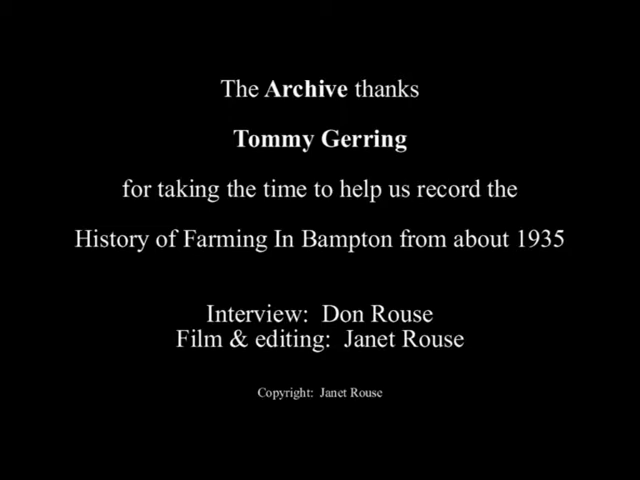 The Archive thanks
Tommy Gerring
for taking the time to help us record the
History of Farming In Bampton from about 1935
Interview:  Don Rouse
Film & editing:  Janet Rouse
Copyright:  Janet Rouse